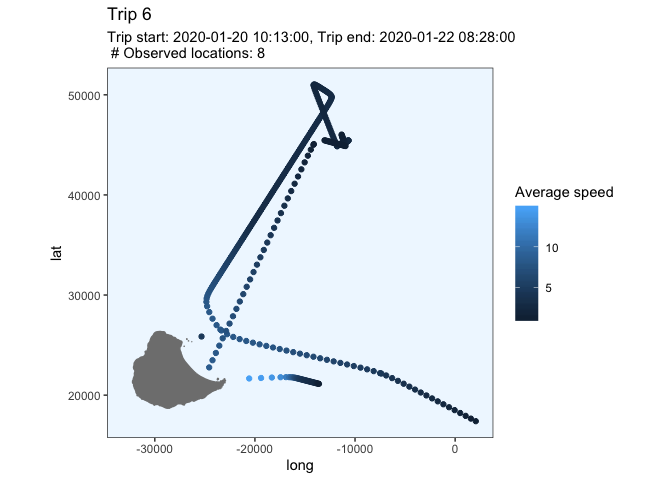 Trip 6
Trip start: 2020-01-20 10:13:00, Trip end: 2020-01-22 08:28:00
# Observed locations: 8
50000
40000
30000
20000
lat
-30000
-20000
-10000
0
long
Average speed
10
5